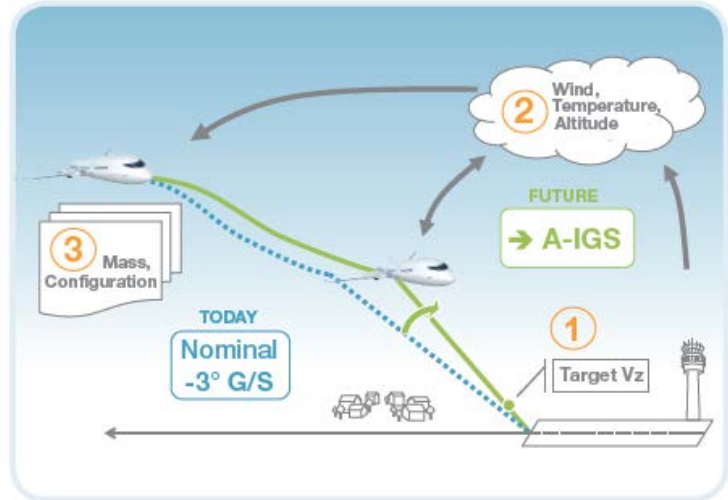 2
Wind,
Temperature,
Altitude
FUTURE
→ A-IGS
3
Mass,
Configuration
TODAY
Nominal
-3° G/S
1
Target Vz